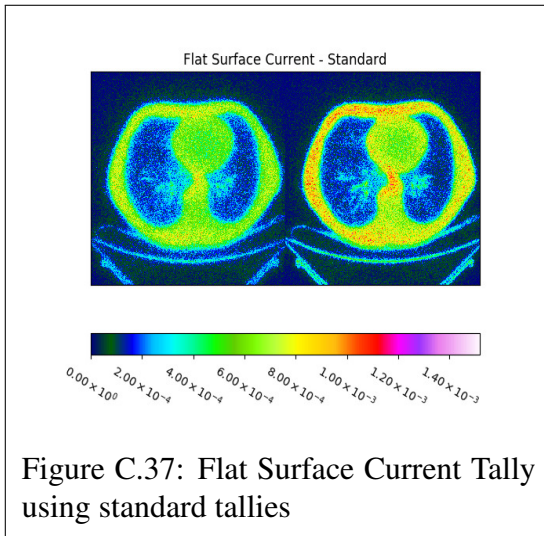 Flat Surface Current - Standard
0.00 × 10⁰
2.00 × 10⁻⁴
4.00 × 10⁻⁴
6.00 × 10⁻⁴
8.00 × 10⁻⁴
1.00 × 10⁻³
1.20 × 10⁻³
1.40 × 10⁻³
Figure C.37: Flat Surface Current Tally
using standard tallies